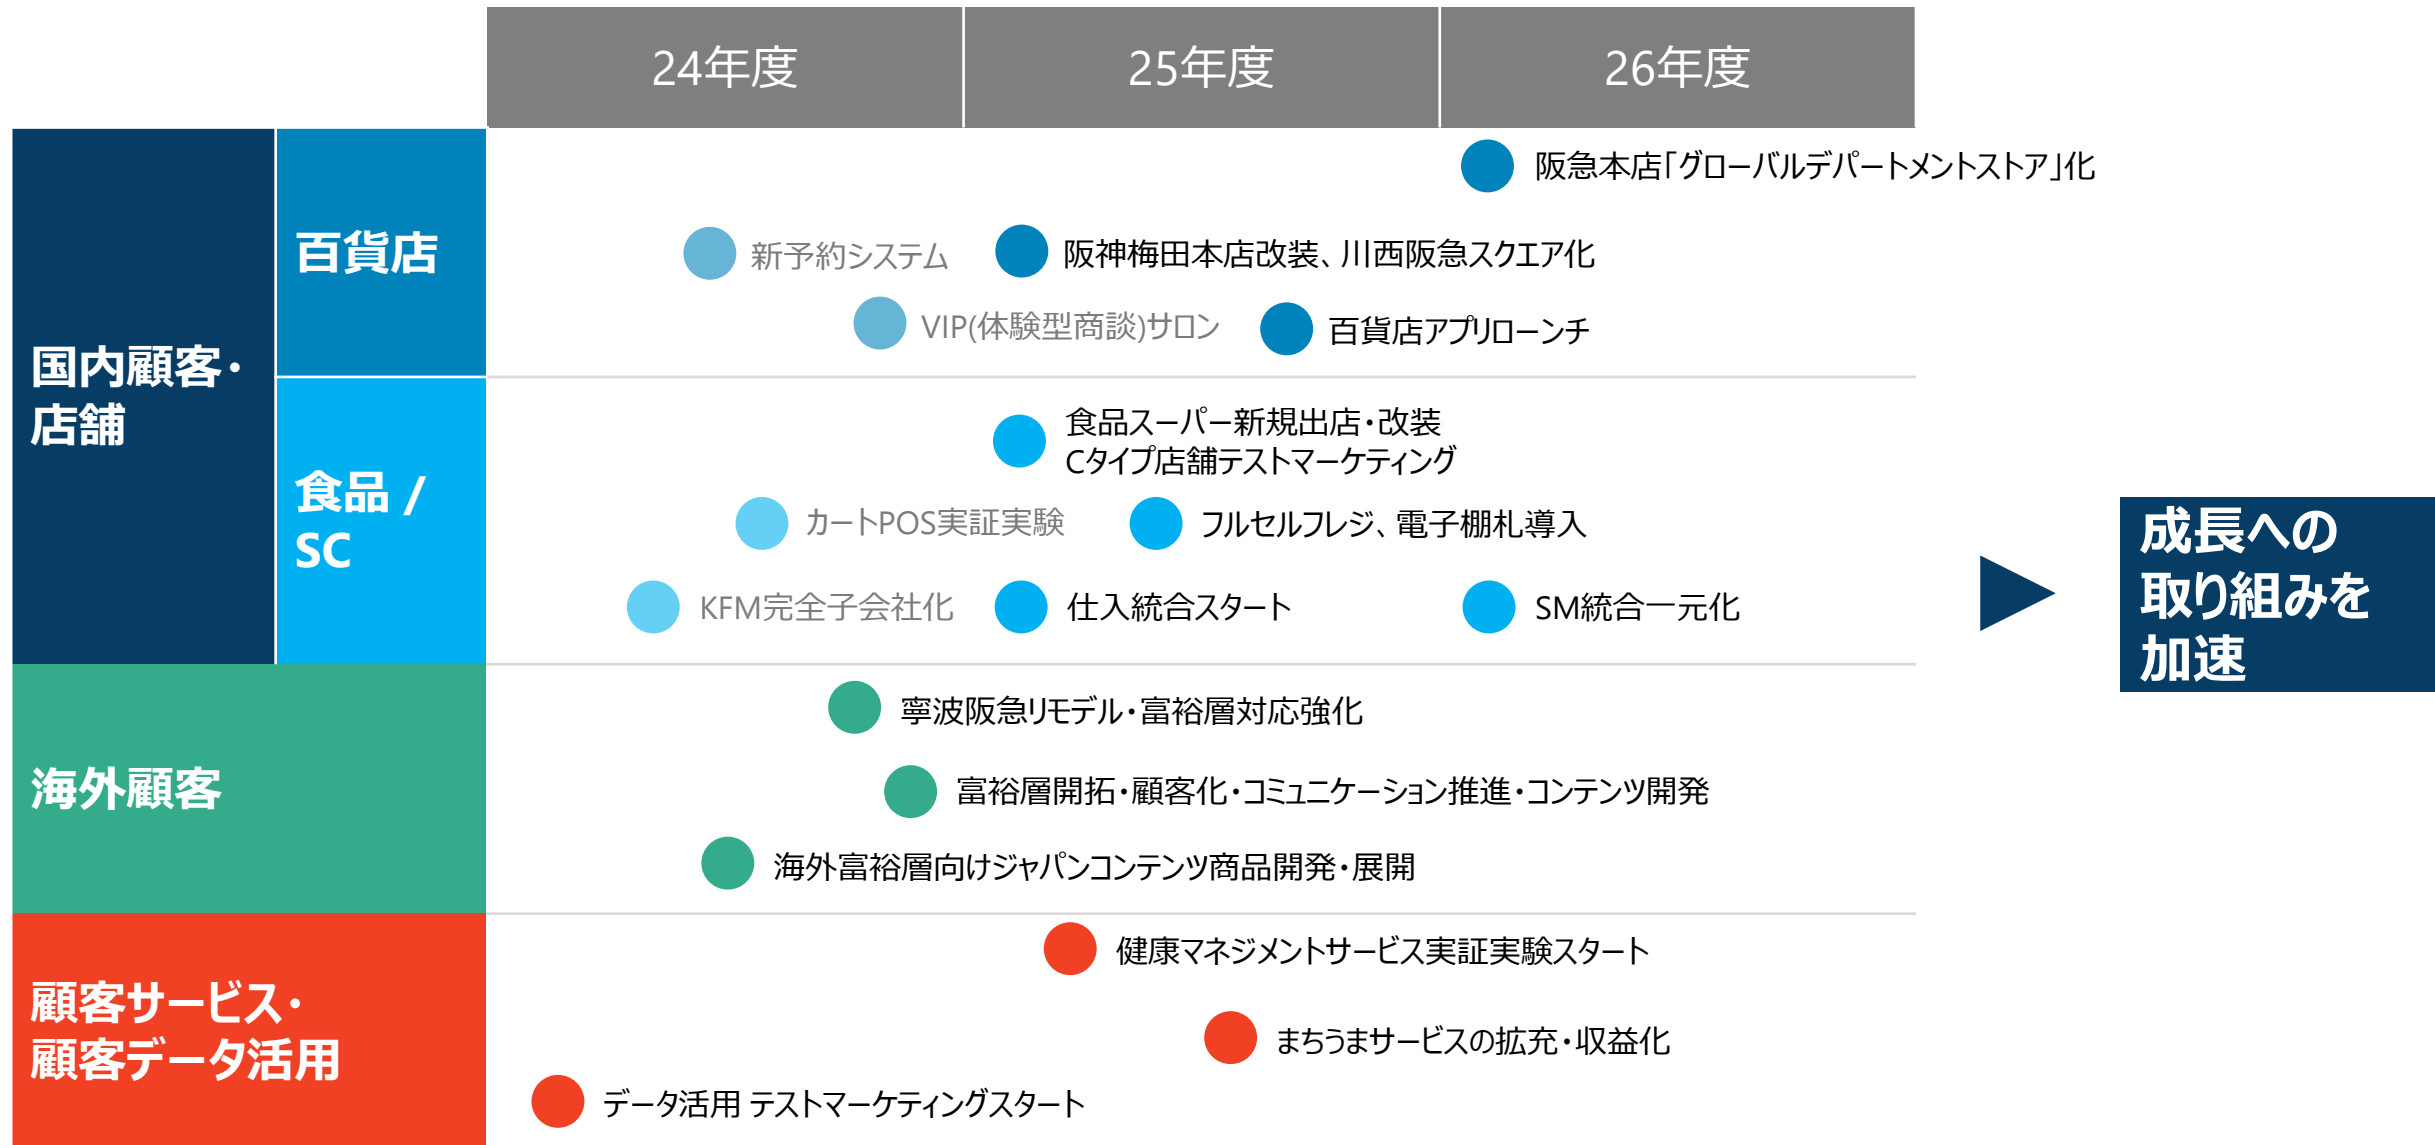 24年度
25年度
26年度
国内顧客・
店舗
百貨店
阪急本店「グローバルデパートメントストア」化
新予約システム
阪神梅田本店改装、川西阪急スクエア化
VIP(体験型商談)サロン
百貨店アプリローンチ
食品 /
SC
食品スーパー新規出店・改装
Cタイプ店舗テストマーケティング
カートPOS実証実験
フルセルフレジ、電子棚札導入
KFM完全子会社化
仕入統合スタート
SM統合一元化
海外顧客
寧波阪急リモデル・富裕層対応強化
富裕層開拓・顧客化・コミュニケーション推進・コンテンツ開発
海外富裕層向けジャパンコンテンツ商品開発・展開
顧客サービス・
顧客データ活用
健康マネジメントサービス実証実験スタート
まちうまサービスの拡充・収益化
データ活用 テストマーケティングスタート
成長への
取り組みを
加速